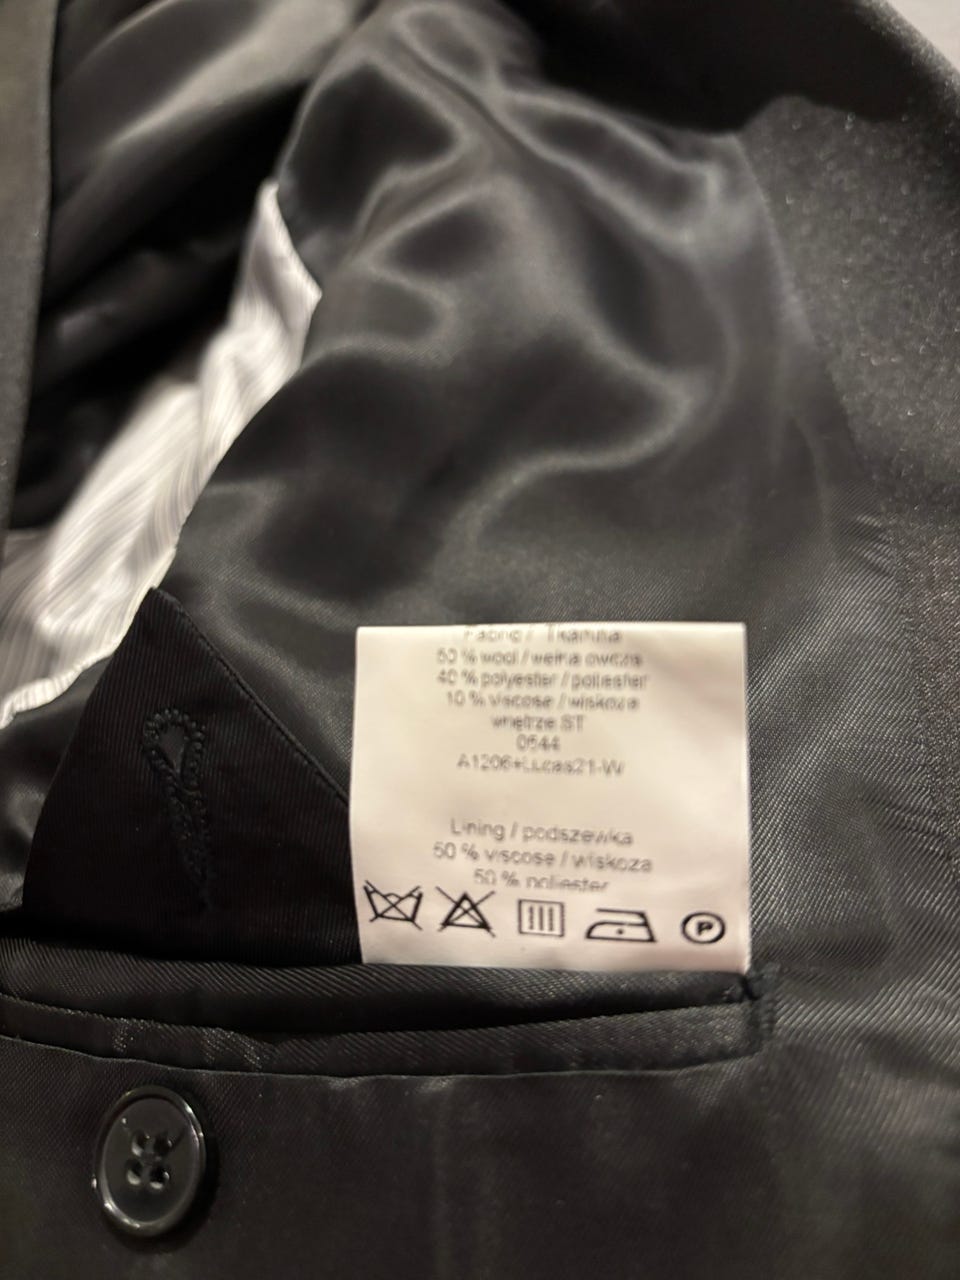 Fabric / Tkanina
50 % wool / wełna owcza
40 % polyester / poliester
10 % viscose / wiskoza
wnętrze ST
0544
A1206+Lucas21-W
Lining / podszewka
50 % viscose / wiskoza
50 % poliester
P